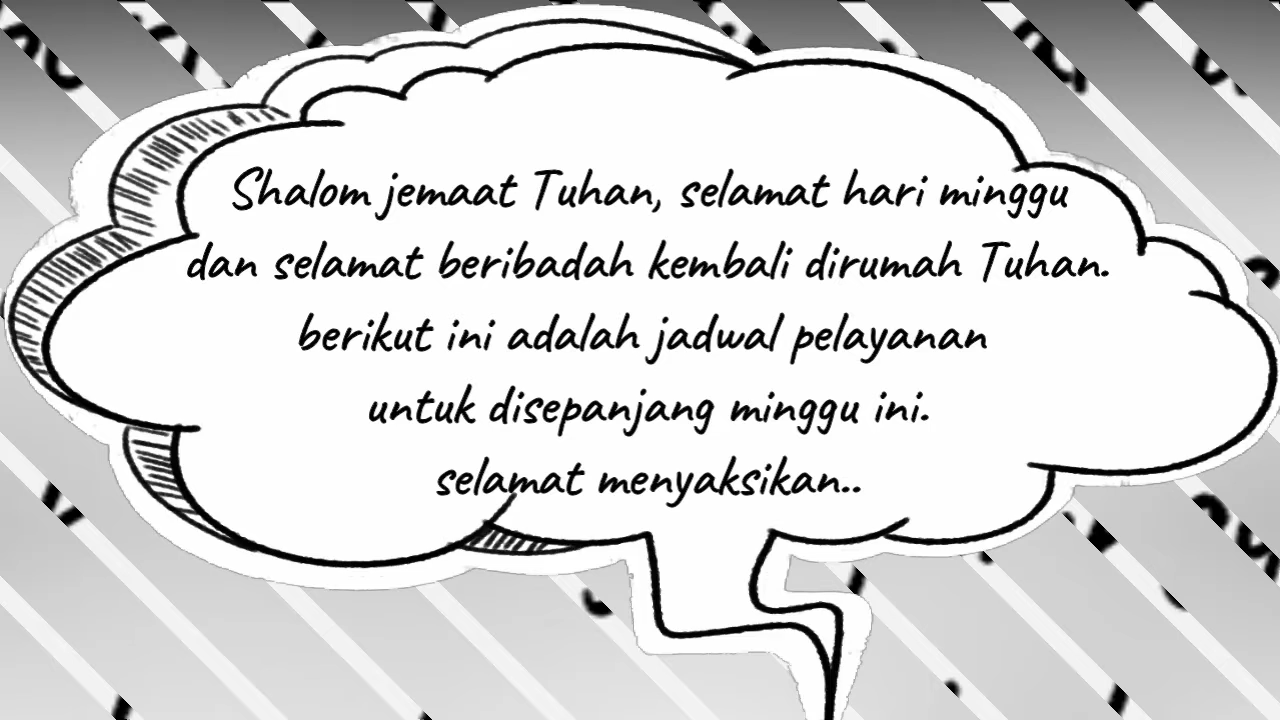 Shalom jemaat Tuhan, selamat hari minggu
dan selamat beribadah kembali dirumah Tuhan.
berikut ini adalah jadwal pelayanan
untuk disepanjang minggu ini.
selamat menyaksikan..